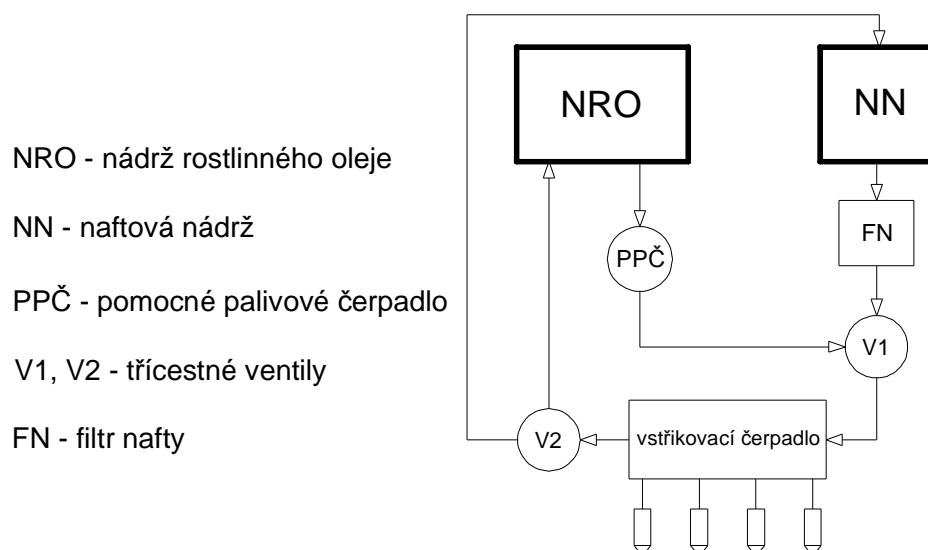 NRO
NN
NRO - nádrž rostlinného oleje
NN - naftová nádrž
FN
PPČ
PPČ - pomocné palivové čerpadlo
V1
V1, V2 - třícestné ventily
FN - filtr nafty
V2
vstřikovací čerpadlo